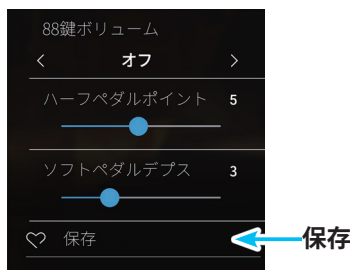 88鍵ボリューム
< オフ >
ハーフペダルポイント 5
ソフトペダルデプス 3
保存
保存